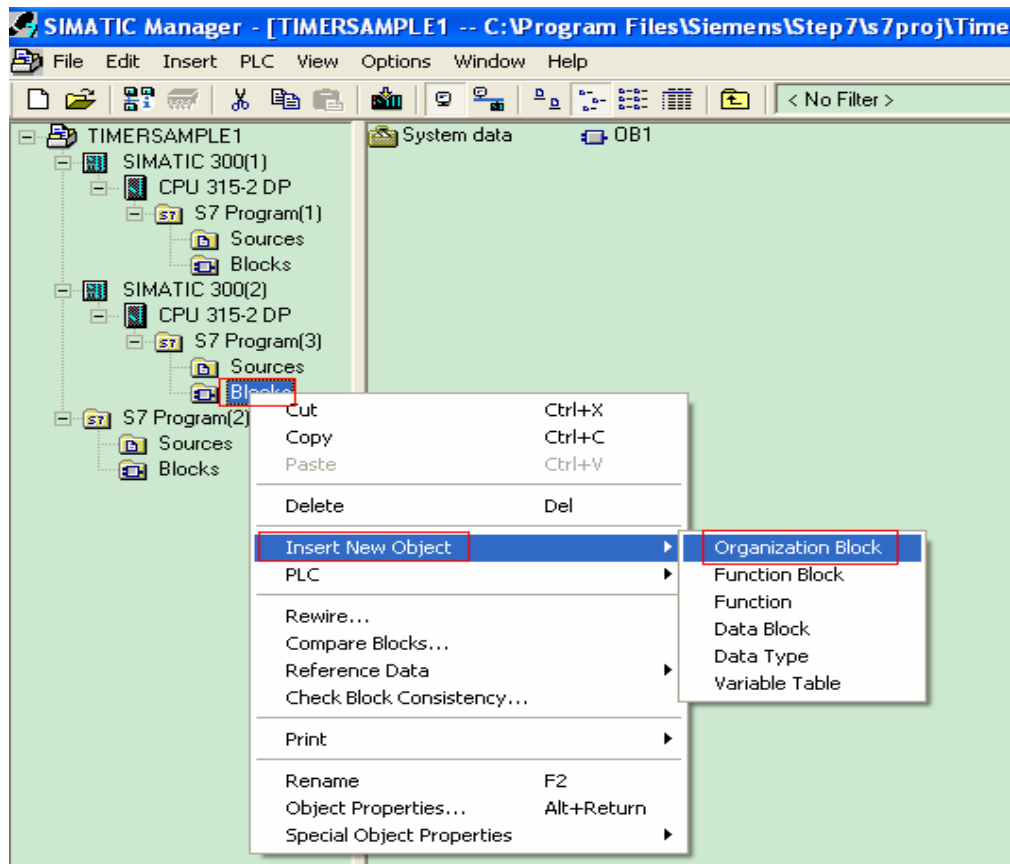 SIMATIC Manager - [TIMERSAMPLE1 -- C:\Program Files\Siemens\Step7\s7proj\Time
File Edit Insert PLC View Options Window Help
< No Filter >
TIMERSAMPLE1
SIMATIC 300(1)
CPU 315-2 DP
S7 Program(1)
Sources
Blocks
SIMATIC 300(2)
CPU 315-2 DP
S7 Program(3)
Sources
Blocks
S7 Program(2)
Sources
Blocks
System data OB1
Cut Ctrl+X
Copy Ctrl+C
Paste Ctrl+V
Delete Del
Insert New Object
PLC
Rewire...
Compare Blocks...
Reference Data
Check Block Consistency...
Print
Rename F2
Object Properties... Alt+Return
Special Object Properties
Organization Block
Function Block
Function
Data Block
Data Type
Variable Table